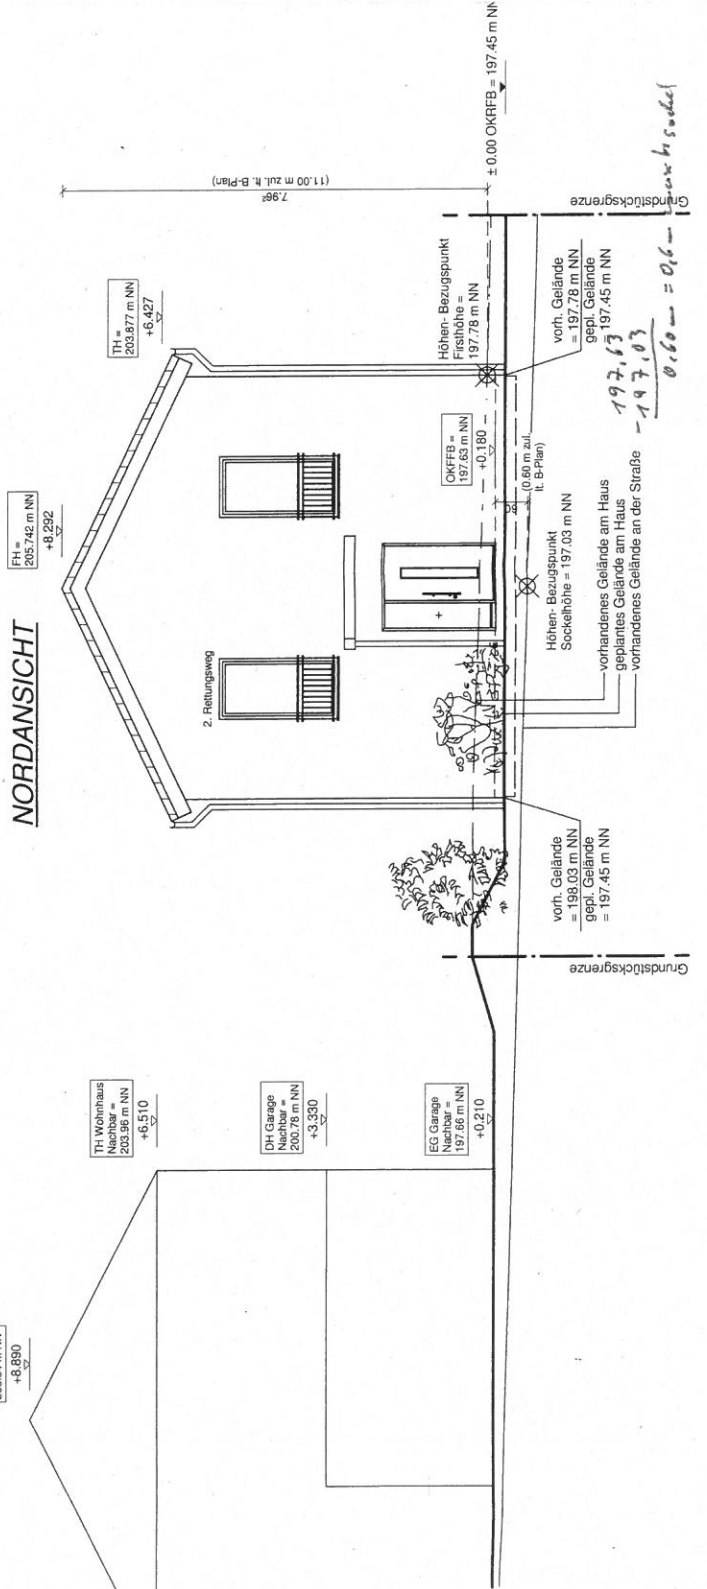 NORDANSICHT
+8.890
TH Wohnhaus
Nachbar =
203.96 m NN
+6.510
DH Garage
Nachbar =
200.78 m NN
+3.330
EG Garage
Nachbar =
197.66 m NN
+0.210
FH =
205.742 m NN
+8.292
TH =
203.877 m NN
+6.427
2. Rettungsweg
7.96²
(11.00 m zul. lt. B-Plan)
± 0.00 OKRFB = 197.45 m NN
Höhen- Bezugspunkt
Firsthöhe =
197.78 m NN
OKFFB =
197.63 m NN
+0.180
60
(0.60 m zul.
lt. B-Plan)
Höhen- Bezugspunkt
Sockelhöhe = 197.03 m NN
vorh. Gelände
= 198.03 m NN
gepl. Gelände
= 197.45 m NN
vorh. Gelände
= 197.78 m NN
gepl. Gelände
= 197.45 m NN
Grundstücksgrenze
Grundstücksgrenze
vorhandenes Gelände am Haus
geplantes Gelände am Haus
vorhandenes Gelände an der Straße
197,63
- 197,03
0,60 m = 0,6 m